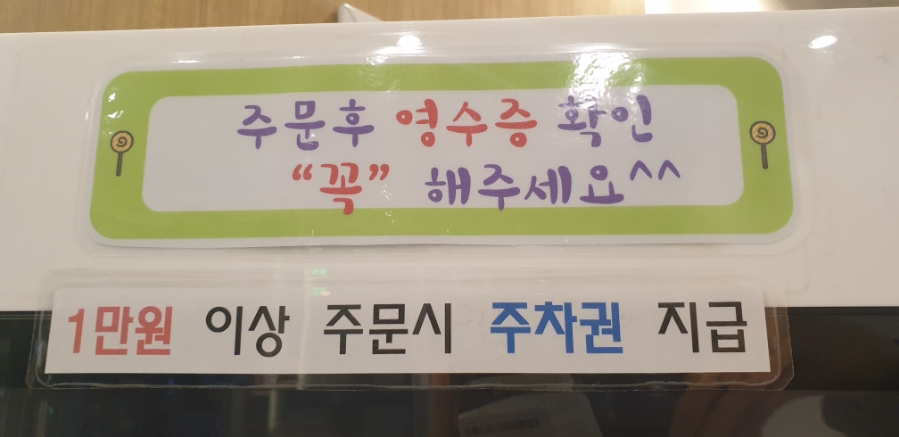 주문후 영수증 확인
“꼭” 해주세요^^
1만원 이상 주문시 주차권 지급